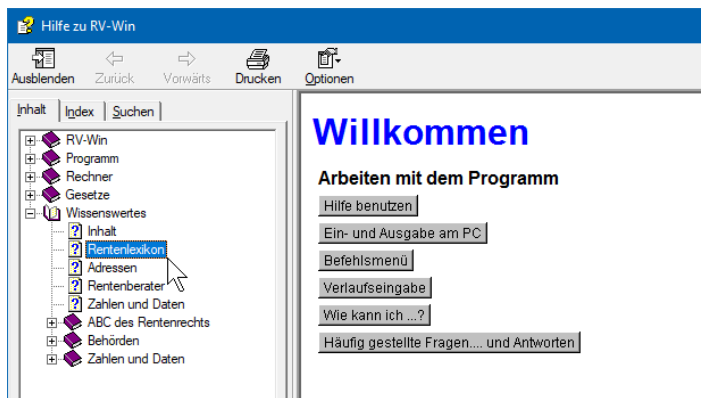 Hilfe zu RV-Win
Ausblenden Zurück Vorwärts Drucken Optionen
Inhalt Index Suchen
RV-Win
Programm
Rechner
Gesetze
Wissenswertes
Inhalt
Rentenlexikon
Adressen
Rentenberater
Zahlen und Daten
ABC des Rentenrechts
Behörden
Zahlen und Daten
Willkommen
Arbeiten mit dem Programm
Hilfe benutzen
Ein- und Ausgabe am PC
Befehlsmenü
Verlaufseingabe
Wie kann ich ...?
Häufig gestellte Fragen.... und Antworten